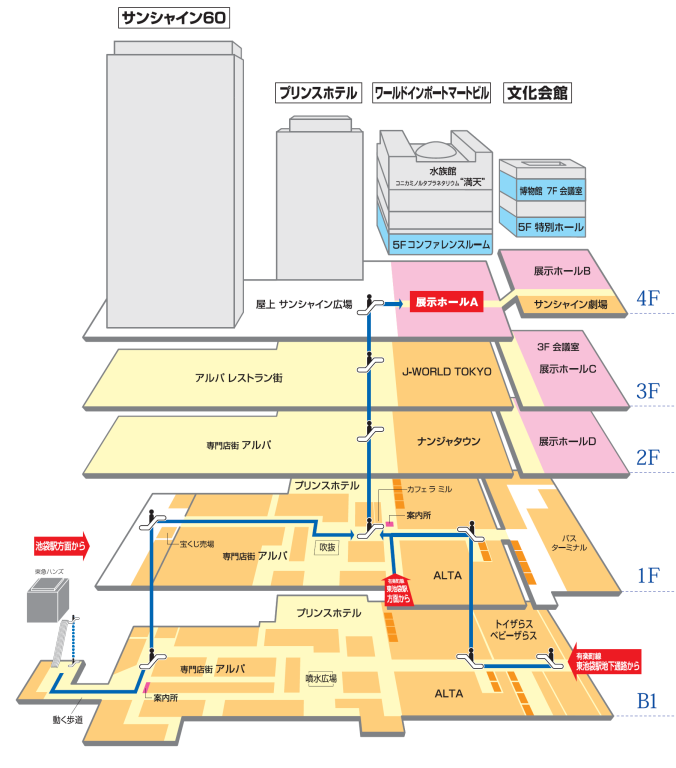 サンシャイン60
プリンスホテル
ワールドインポートマートビル
文化会館
水族館
コニカミノルタプラネタリウム"満天"
5Fコンファレンスルーム
博物館 7F 会議室
5F 特別ホール
屋上 サンシャイン広場
展示ホールA
展示ホールB
サンシャイン劇場
4F
アルパ レストラン街
J-WORLD TOKYO
3F 会議室
展示ホールC
3F
専門店街 アルパ
ナンジャタウン
展示ホールD
2F
プリンスホテル
カフェ ラ ミル
案内所
宝くじ売場
吹抜
専門店街 アルパ
バス
ターミナル
ALTA
有楽町線
東池袋駅
方面から
池袋駅方面から
1F
東急ハンズ
プリンスホテル
トイザらス
ベビーザらス
専門店街 アルパ
噴水広場
案内所
ALTA
有楽町線
東池袋駅地下通路から
動く歩道
B1